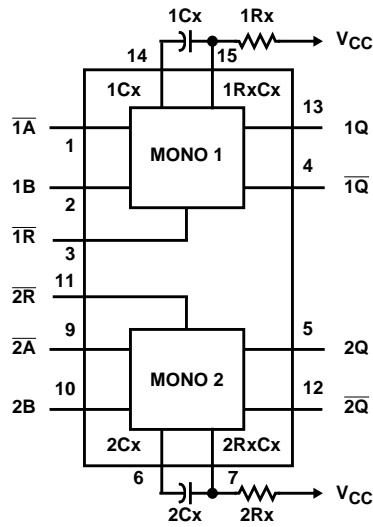 1Cx 1Rx
14 15 VCC
1Cx 1RxCx
13
1A 1Q
1
MONO 1
4
1B 1Q
2
1R
3
11
2R
9 5
2A 2Q
MONO 2
10 12
2B 2Q
2Cx 2RxCx
6 7 VCC
2Cx 2Rx